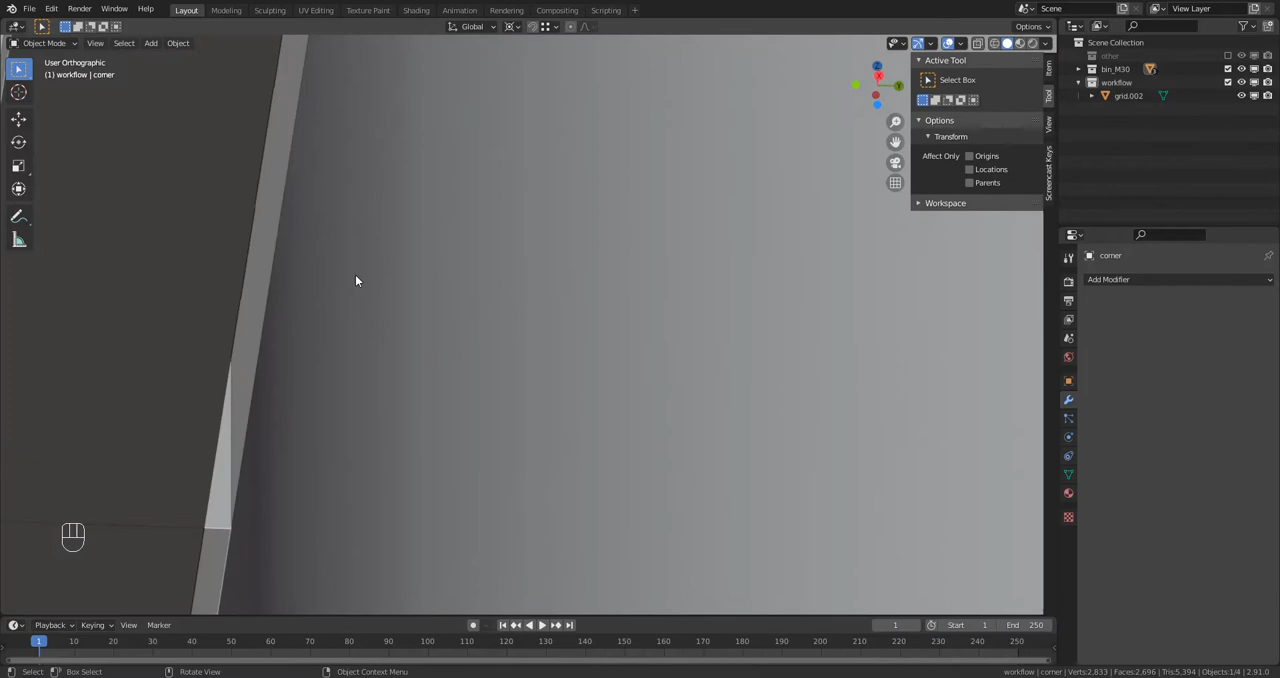 File Edit Render Window Help Layout Modeling Sculpting UV Editing Texture Paint Shading Animation Rendering Compositing Scripting + Scene View Layer
Global Options
Object Mode View Select Add Object
User Orthographic
(1) workflow | corner
Active Tool
Select Box
Options
Transform
Affect Only Origins
Locations
Parents
Workspace
Item
Tool
View
Screencast Keys
Z
X
Y
Scene Collection
other
bin_M30
workflow
grid.002
corner
Add Modifier
Playback Keying View Marker 1 Start 1 End 250
1 10 20 30 40 50 60 70 80 90 100 110 120 130 140 150 160 170 180 190 200 210 220 230 240 250
Select Box Select Rotate View Object Context Menu workflow | corner | Verts:2,833 | Faces:2,696 | Tris:5,394 | Objects:1/4 | 2.91.0